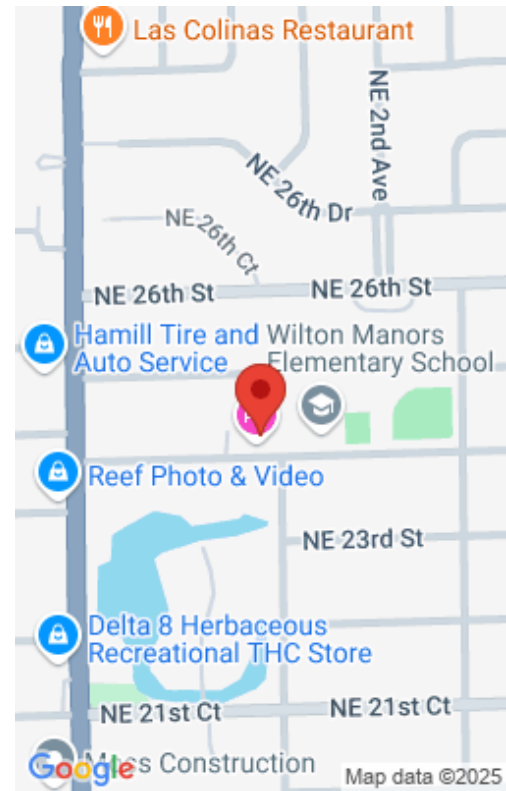 Las Colinas Restaurant
NE 2nd Ave
NE 26th Dr
NE 26th Ct
NE 26th St
NE 26th St
Hamill Tire and
Auto Service
Wilton Manors
Elementary School
Reef Photo & Video
NE 23rd St
Delta 8 Herbaceous
Recreational THC Store
NE 21st Ct
NE 21st Ct
Moss Construction
Google
Map data ©2025